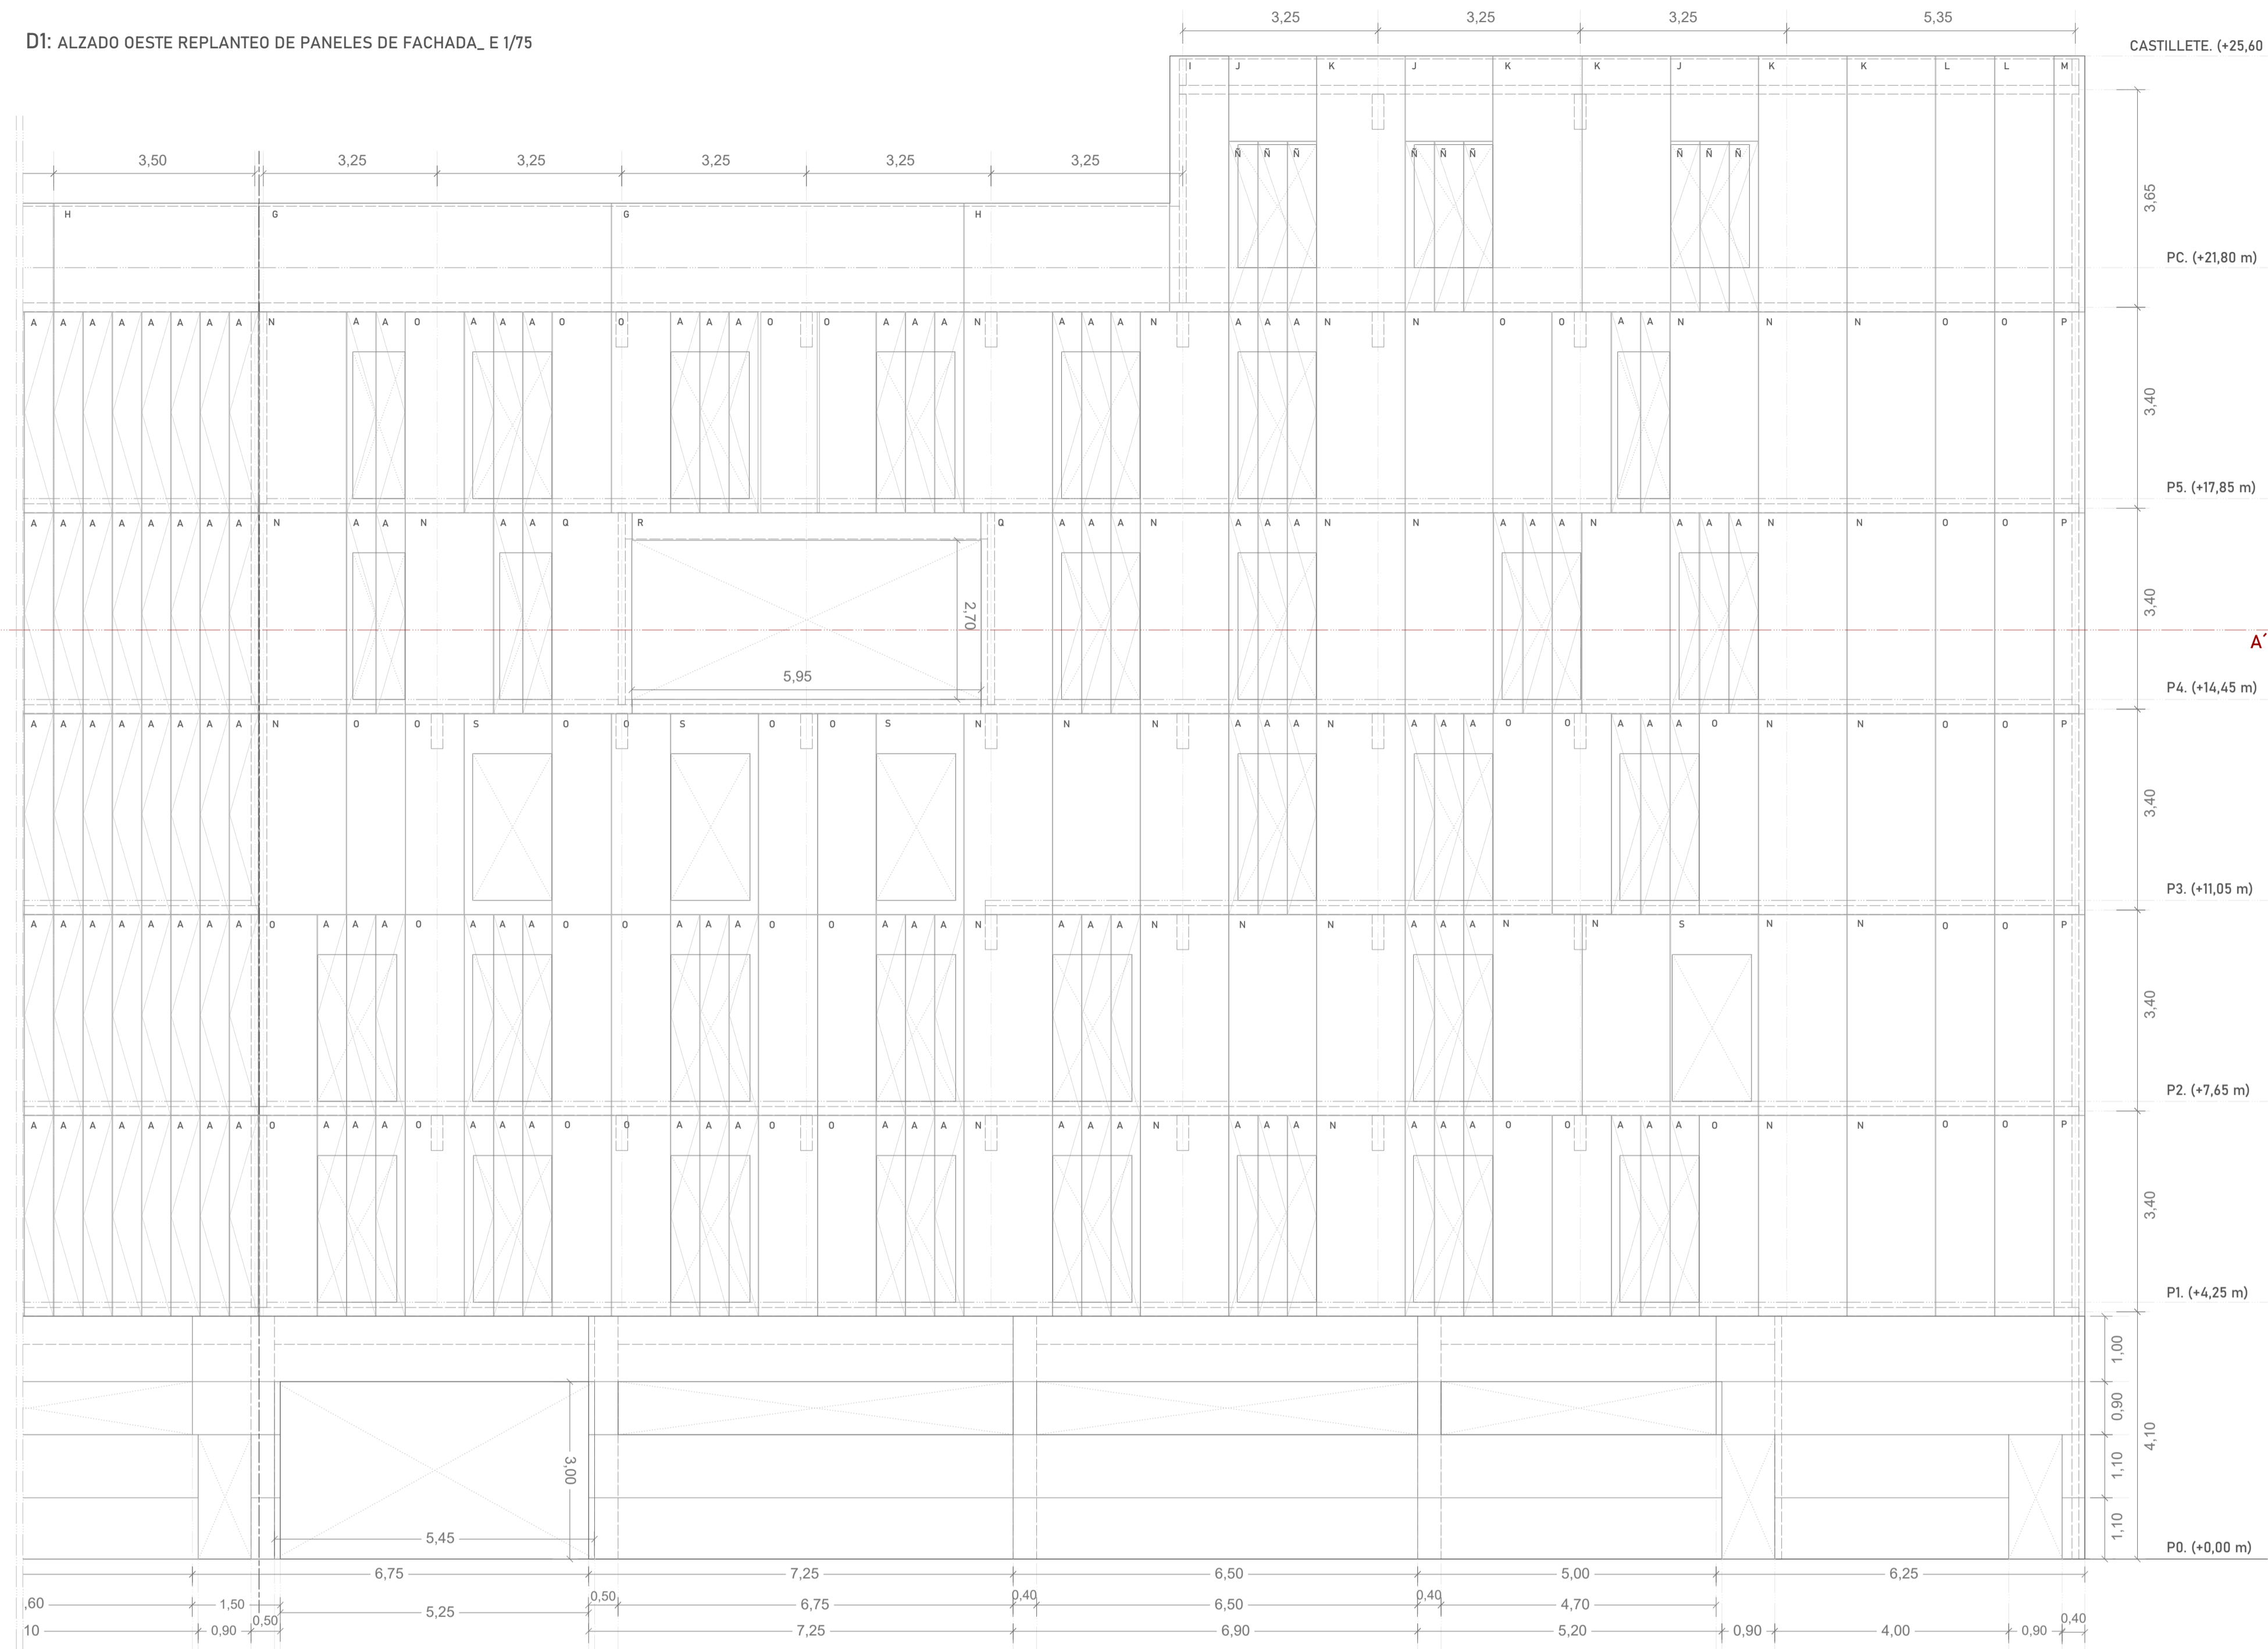 3,25 3,25 3,25 5,35
D1: ALZADO OESTE REPLANTEO DE PANELES DE FACHADA_ E 1/75
CASTILLETE. (+25,60
I J K J K K J K K L L M
3,50 3,25 3,25 3,25 3,25 3,25
Ñ Ñ Ñ Ñ Ñ Ñ Ñ Ñ Ñ
3,65
H G G H
PC. (+21,80 m)
A A A A A A A A N A A O A A A O O A A A O O A A A N A A A N A A A N N O O A A N N N O O P
3,40
P5. (+17,85 m)
A A A A A A A A N A A N A A Q R Q A A A N A A A N N A A A N A A A N N O O P
3,40
2,70
A´
5,95
P4. (+14,45 m)
A A A A A A A A N O O S O O S O O S N N N A A A N A A A O O A A A O N N O O P
3,40
P3. (+11,05 m)
A A A A A A A A O A A A O A A A O O A A A O O A A A N A A A N N N A A A N N S N N O O P
3,40
P2. (+7,65 m)
A A A A A A A A O A A A O A A A O O A A A O O A A A N A A A N A A A N A A A O O A A A O N N O O P
3,40
P1. (+4,25 m)
1,00
0,90
4,10
3,00
1,10
1,10
5,45
P0. (+0,00 m)
6,75 7,25 6,50 5,00 6,25
,60 1,50 0,50 5,25 0,50 6,75 0,40 6,50 0,40 4,70
10 0,90 7,25 6,90 5,20 0,90 4,00 0,90 0,40